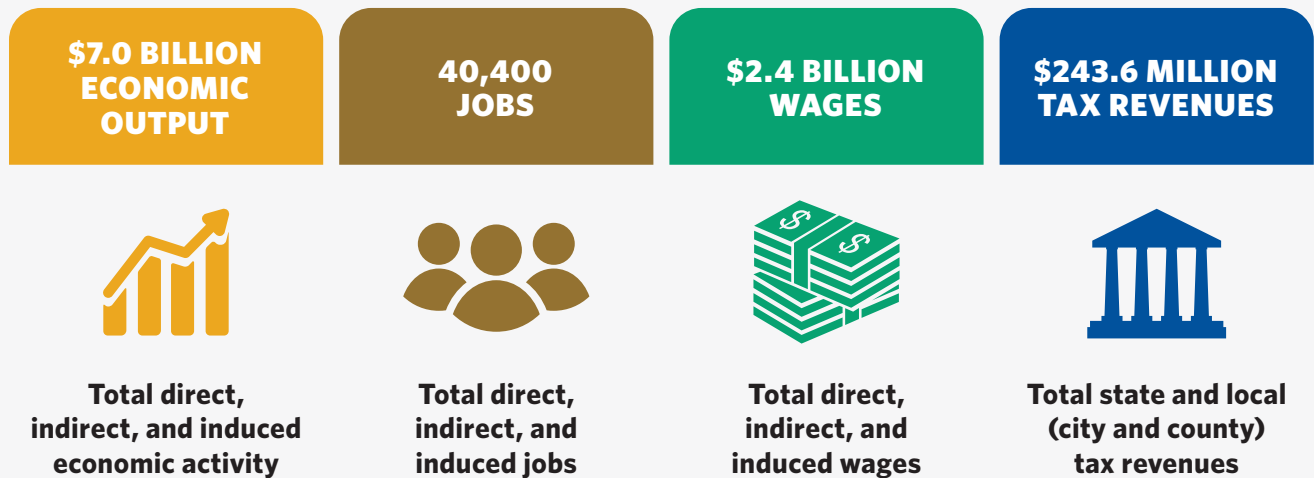 $7.0 BILLION
ECONOMIC
OUTPUT
40,400
JOBS
$2.4 BILLION
WAGES
$243.6 MILLION
TAX REVENUES
$
$
Total direct,
indirect, and induced
economic activity
Total direct,
indirect, and
induced jobs
Total direct,
indirect, and
induced wages
Total state and local
(city and county)
tax revenues